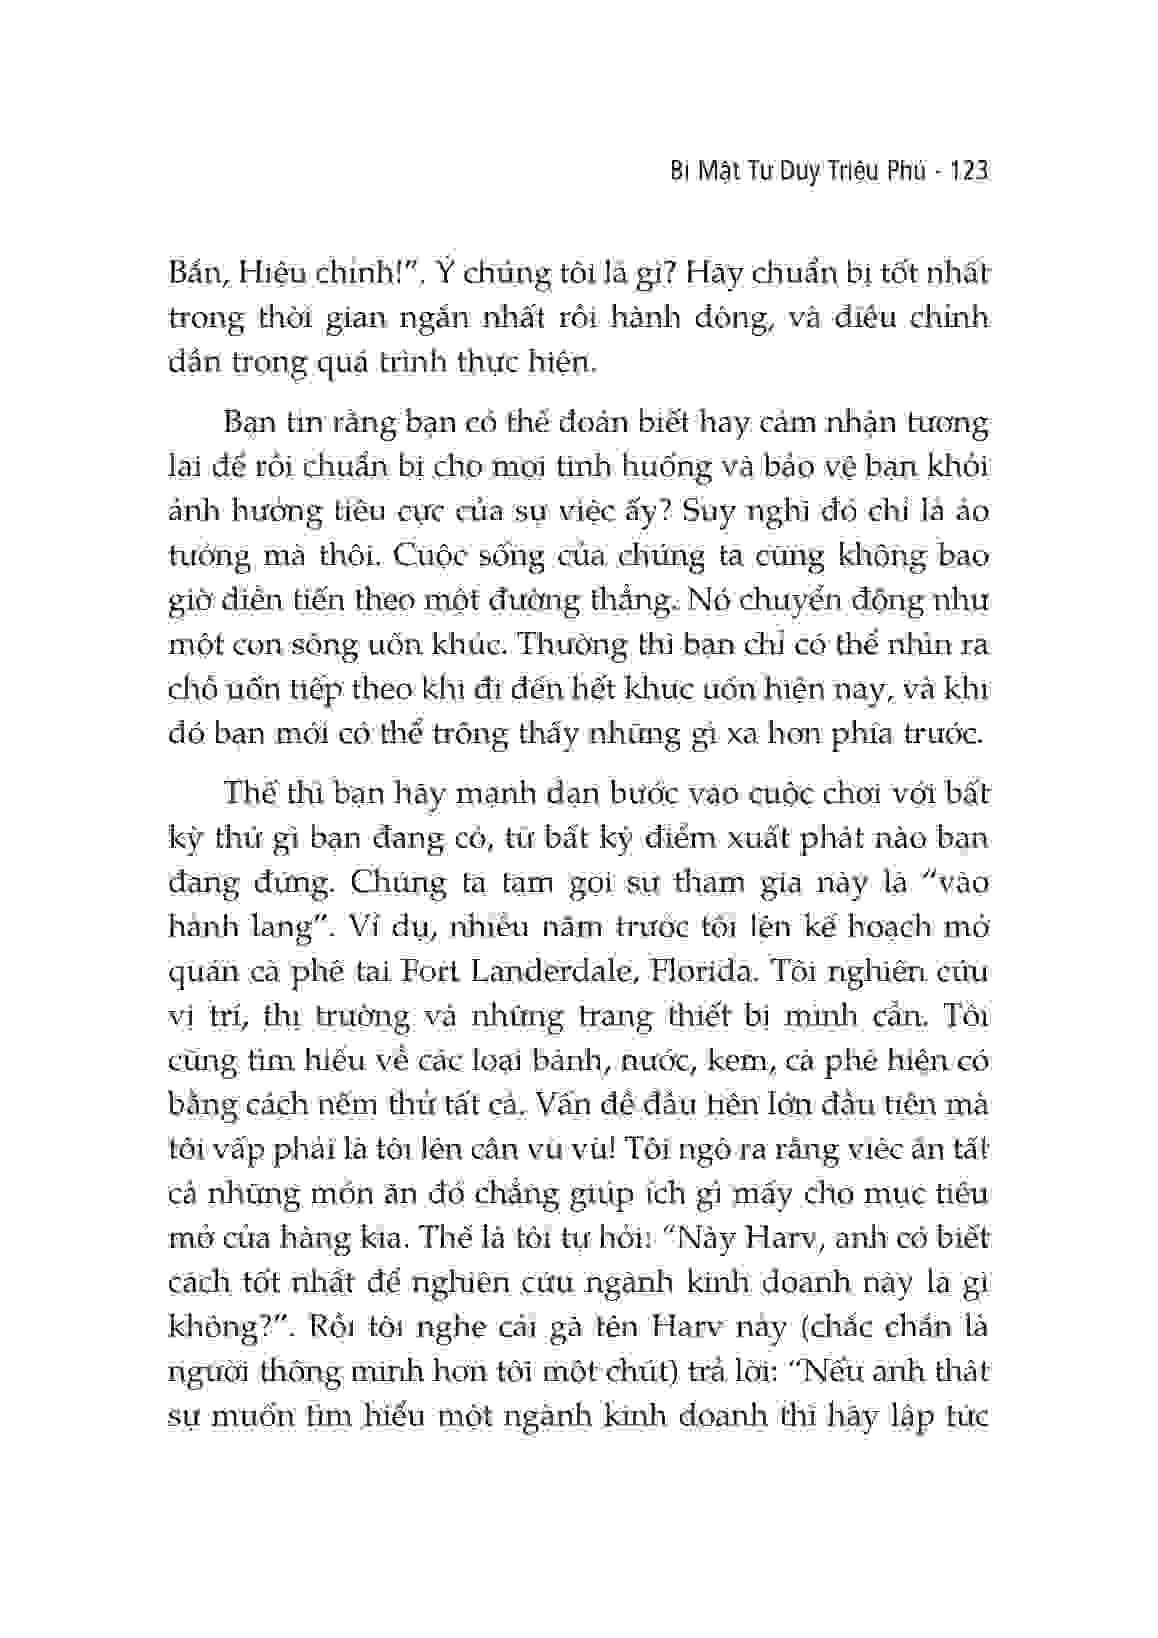 Bí Mật Tư Duy Triệu Phú - 123
Bắn, Hiệu chỉnh!”. Ý chúng tôi là gì? Hãy chuẩn bị tốt nhất
trong thời gian ngắn nhất rồi hành động, và điều chỉnh
dần trong quá trình thực hiện.
Bạn tin rằng bạn có thể đoán biết hay cảm nhận tương
lai để rồi chuẩn bị cho mọi tình huống và bảo vệ bạn khỏi
ảnh hưởng tiêu cực của sự việc ấy? Suy nghĩ đó chỉ là ảo
tưởng mà thôi. Cuộc sống của chúng ta cũng không bao
giờ diễn tiến theo một đường thẳng. Nó chuyển động như
một con sông uốn khúc. Thường thì bạn chỉ có thể nhìn ra
chỗ uốn tiếp theo khi đi đến hết khúc uốn hiện nay, và khi
đó bạn mới có thể trông thấy những gì xa hơn phía trước.
Thế thì bạn hãy mạnh dạn bước vào cuộc chơi với bất
kỳ thứ gì bạn đang có, từ bất kỳ điểm xuất phát nào bạn
đang đứng. Chúng ta tạm gọi sự tham gia này là “vào
hành lang”. Ví dụ, nhiều năm trước tôi lên kế hoạch mở
quán cà phê tại Fort Landerdale, Florida. Tôi nghiên cứu
vị trí, thị trường và những trang thiết bị mình cần. Tôi
cũng tìm hiểu về các loại bánh, nước, kem, cà phê hiện có
bằng cách nếm thử tất cả. Vấn đề đầu tiên lớn đầu tiên mà
tôi vấp phải là tôi lên cân vù vù! Tôi ngộ ra rằng việc ăn tất
cả những món ăn đó chẳng giúp ích gì mấy cho mục tiêu
mở cửa hàng kia. Thế là tôi tự hỏi: “Này Harv, anh có biết
cách tốt nhất để nghiên cứu ngành kinh doanh này là gì
không?”. Rồi tôi nghe cái gã tên Harv này (chắc chắn là
người thông minh hơn tôi một chút) trả lời: “Nếu anh thật
sự muốn tìm hiểu một ngành kinh doanh thì hãy lập tức